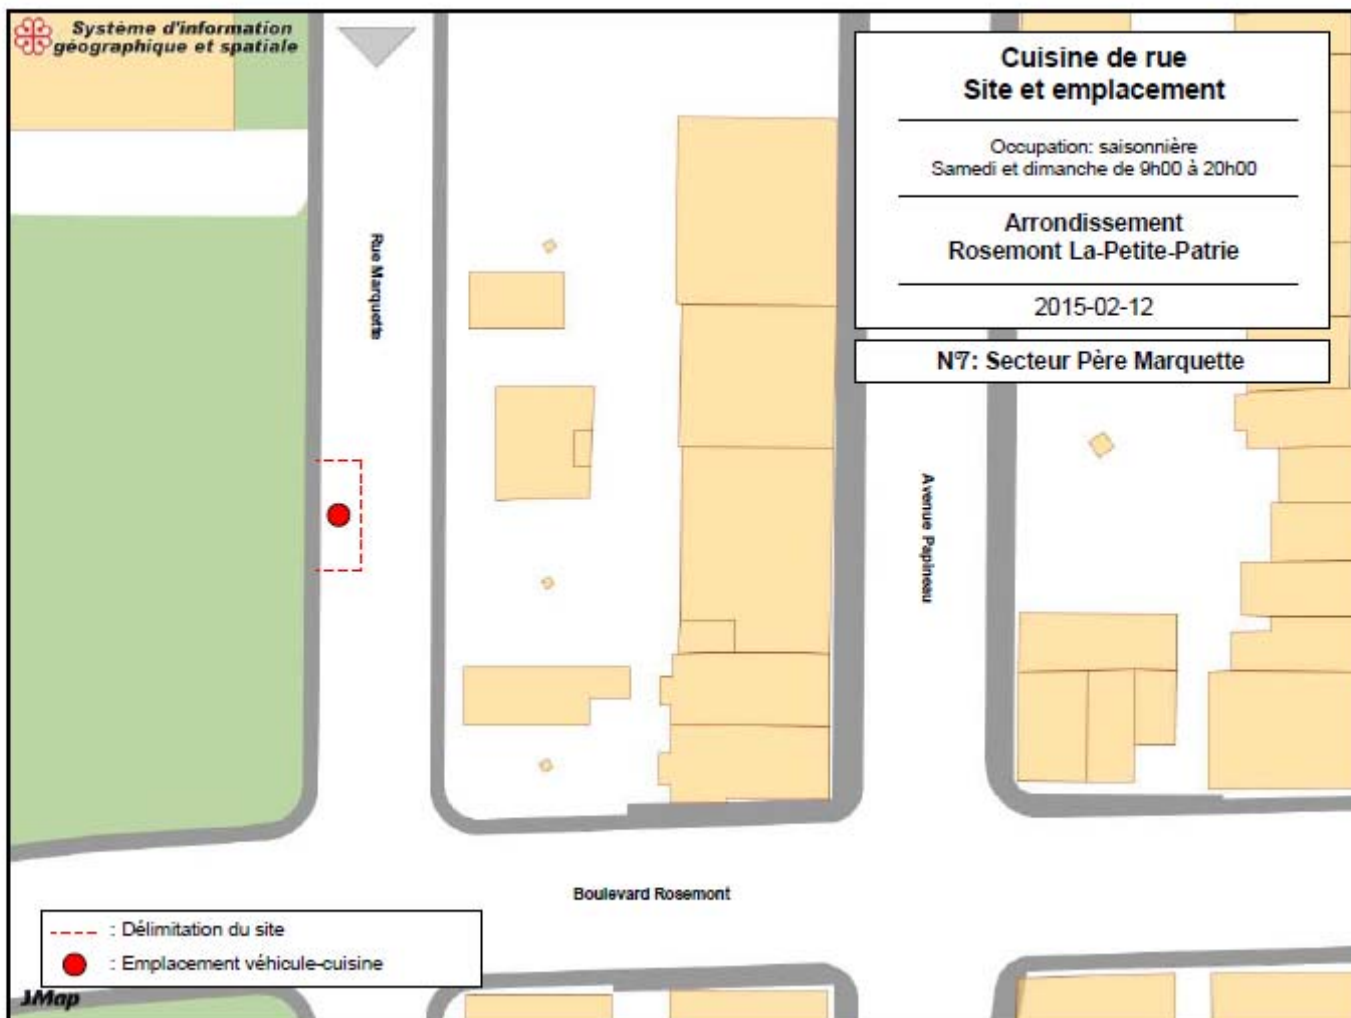 Système d'information
géographique et spatiale
Cuisine de rue
Site et emplacement
Occupation: saisonnière
Samedi et dimanche de 9h00 à 20h00
Arrondissement
Rosemont La-Petite-Patrie
2015-02-12
N°7: Secteur Père Marquette
Rue Marquette
Avenue Papineau
Boulevard Rosemont
: Délimitation du site
: Emplacement véhicule-cuisine
JMap